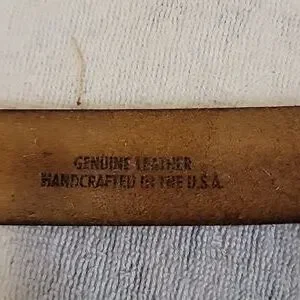 GENUINE LEATHER
HANDCRAFTED IN THE U.S.A.